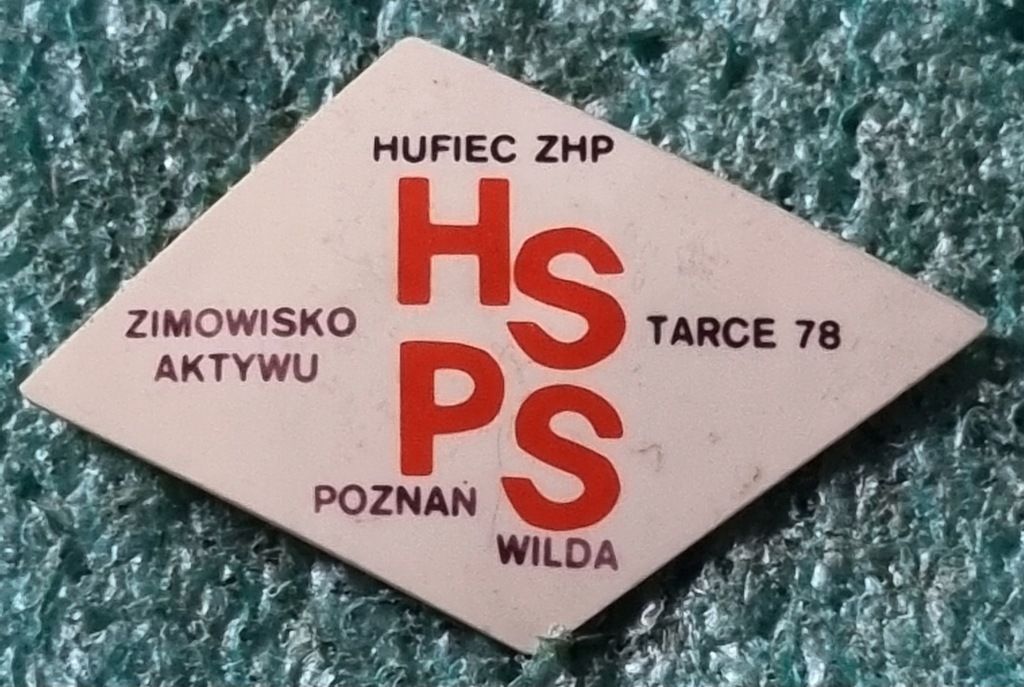 HUFIEC ZHP
HS
PS
ZIMOWISKO
AKTYWU
TARCE 78
POZNAŃ
WILDA